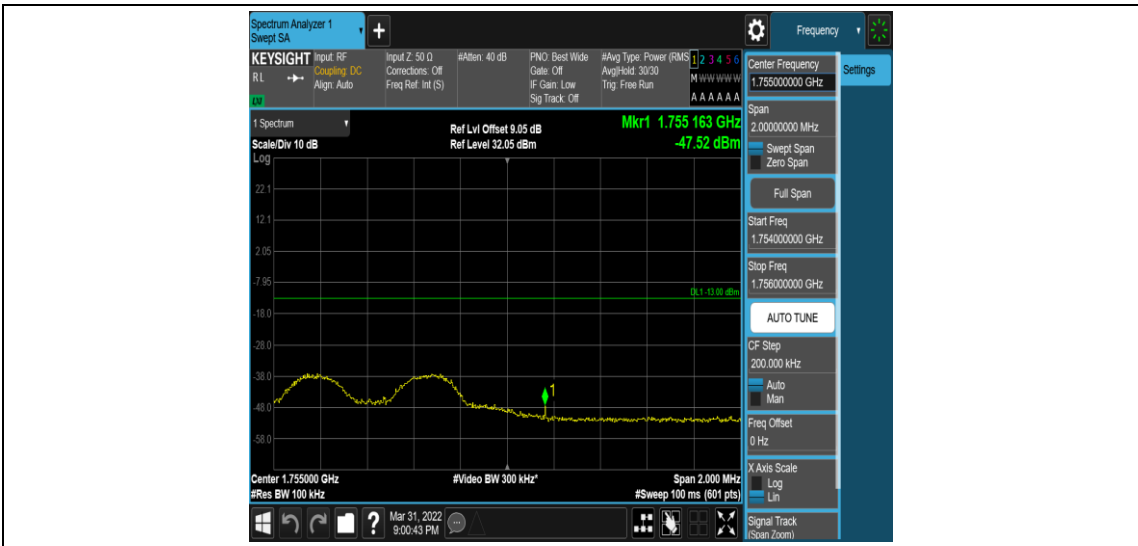 Spectrum Analyzer 1
Swept SA
+
Frequency
KEYSIGHT
RL
LXI
Input: RF
Coupling: DC
Align: Auto
Input Z: 50 Ω
Corrections: Off
Freq Ref: Int (S)
#Atten: 40 dB
PNO: Best Wide
Gate: Off
IF Gain: Low
Sig Track: Off
#Avg Type: Power (RMS
Avg|Hold: 30/30
Trig: Free Run
1 2 3 4 5 6
M W W W W W
A A A A A A
1 Spectrum
Scale/Div 10 dB
Log
Ref Lvl Offset 9.05 dB
Ref Level 32.05 dBm
Mkr1 1.755 163 GHz
-47.52 dBm
22.1
12.1
2.05
-7.95
-18.0
-28.0
-38.0
-48.0
-58.0
DL1 -13.00 dBm
1
Center 1.755000 GHz
#Res BW 100 kHz
#Video BW 300 kHz*
Span 2.000 MHz
#Sweep 100 ms (601 pts)
Center Frequency
1.755000000 GHz
Settings
Span
2.00000000 MHz
Swept Span
Zero Span
Full Span
Start Freq
1.754000000 GHz
Stop Freq
1.756000000 GHz
AUTO TUNE
CF Step
200.000 kHz
Auto
Man
Freq Offset
0 Hz
X Axis Scale
Log
Lin
Signal Track
(Span Zoom)
?
Mar 31, 2022
9:00:43 PM